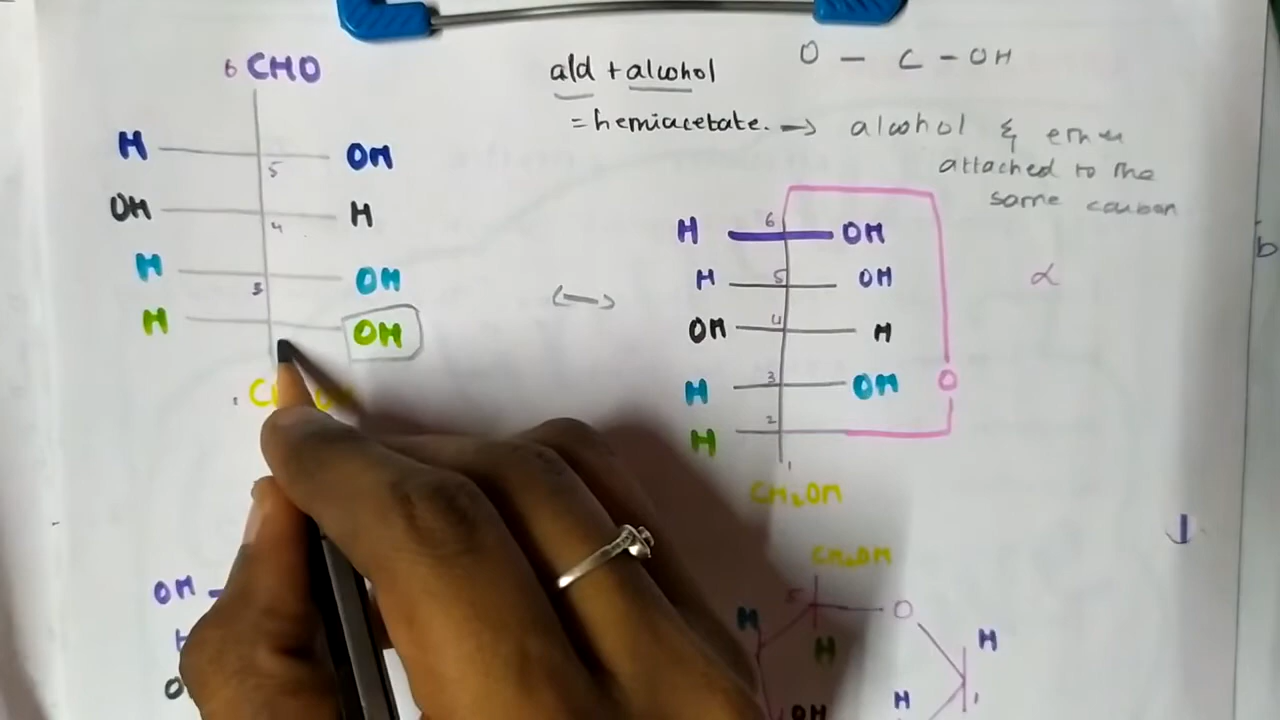 6 CHO
H 5 OH
OH 4 H
H 3 OH
H OH
ald + alcohol
= hemiacetate. → alcohol & ether
attached to the
same carbon
O - C - OH
H 6 OH
H 5 OH
OH 4 H
H 3 OH O
H 2
1
CH₂OH
α
b
OH
CH₂OH
5 O
H H H
H 1
OH